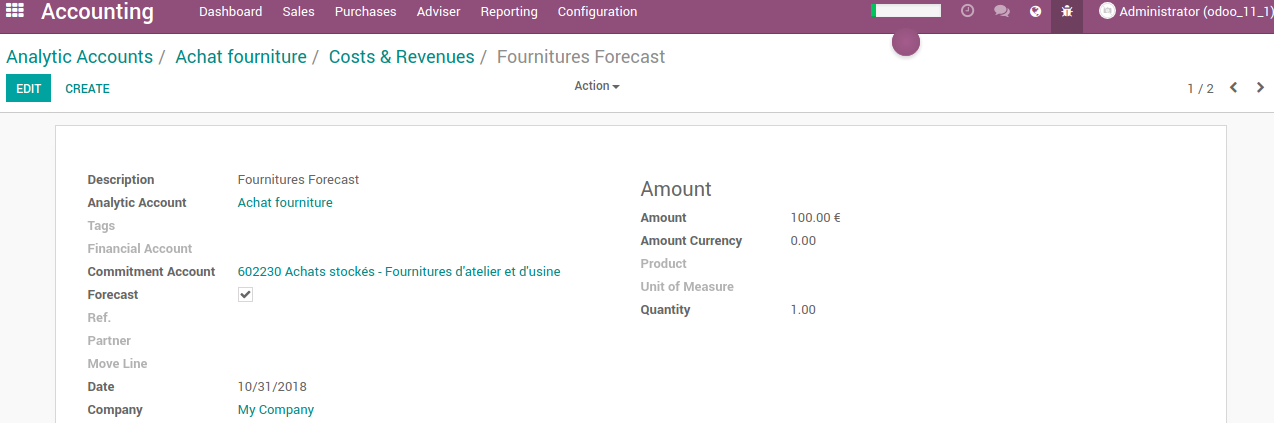 Accounting Dashboard Sales Purchases Adviser Reporting Configuration Administrator (odoo_11_1)
Analytic Accounts / Achat fourniture / Costs & Revenues / Fournitures Forecast
EDIT CREATE Action 1 / 2
Description Fournitures Forecast
Analytic Account Achat fourniture
Tags
Financial Account
Commitment Account 602230 Achats stockés - Fournitures d'atelier et d'usine
Forecast
Ref.
Partner
Move Line
Date 10/31/2018
Company My Company
Amount
Amount 100.00 €
Amount Currency 0.00
Product
Unit of Measure
Quantity 1.00